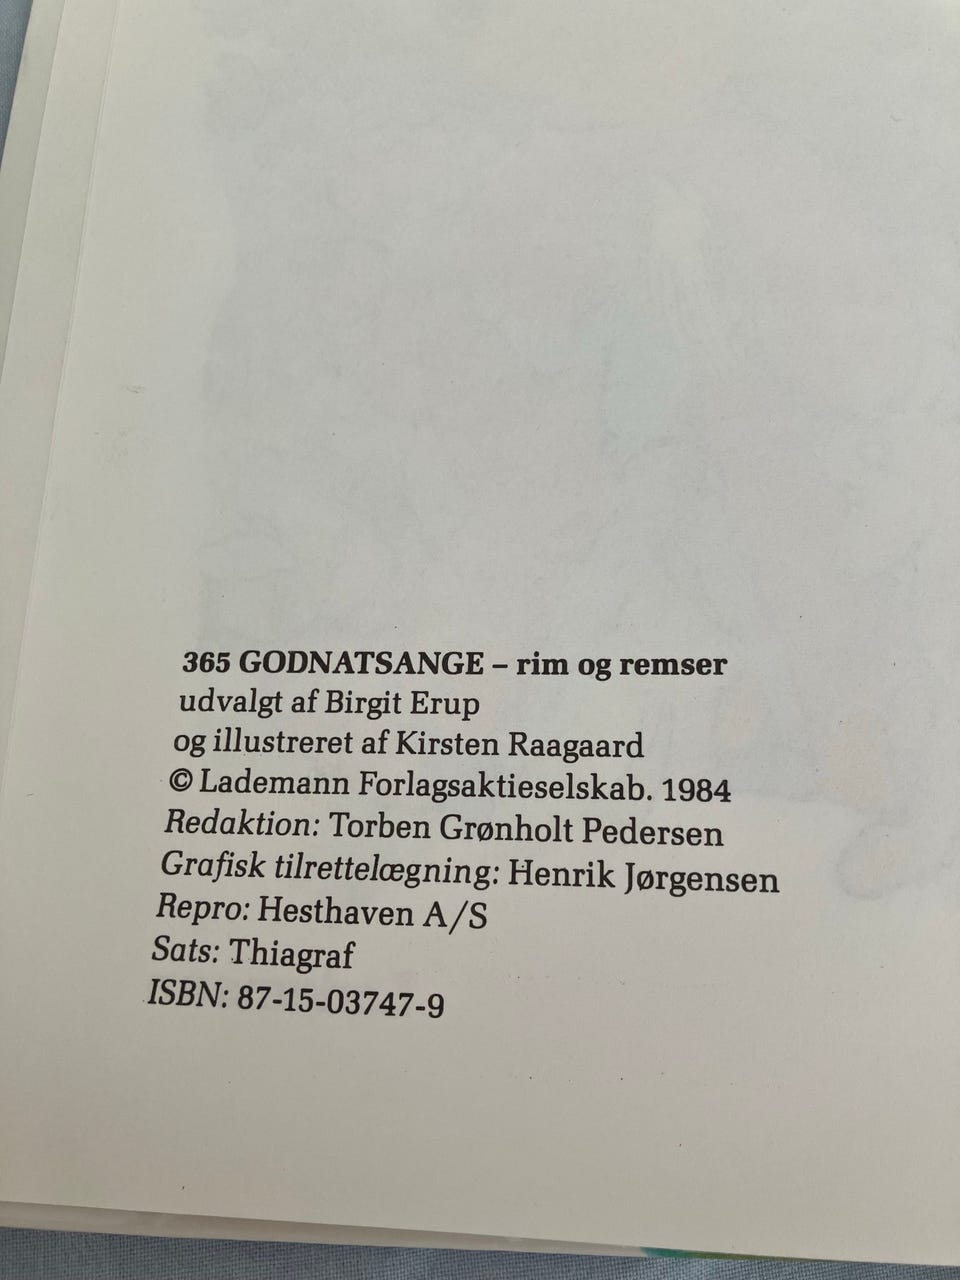 365 GODNATSANGE – rim og remser
udvalgt af Birgit Erup
og illustreret af Kirsten Raagaard
© Lademann Forlagsaktieselskab. 1984
Redaktion: Torben Grønholt Pedersen
Grafisk tilrettelægning: Henrik Jørgensen
Repro: Hesthaven A/S
Sats: Thiagraf
ISBN: 87-15-03747-9